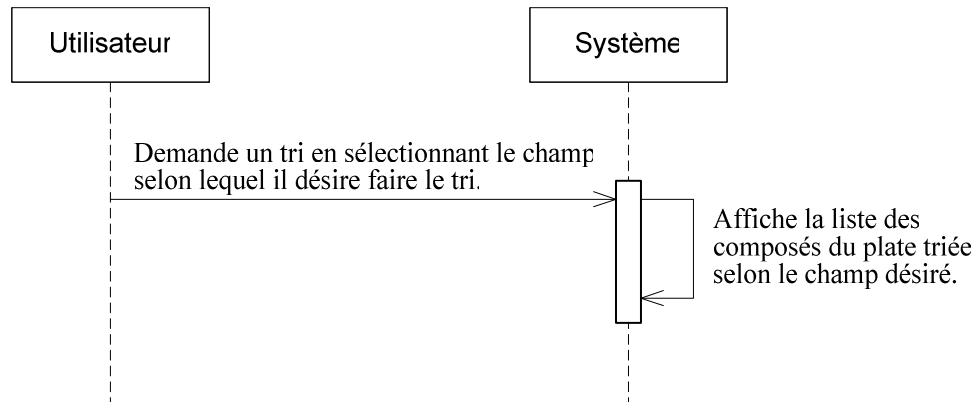 Utilisateur
Système
Demande un tri en sélectionnant le champ
selon lequel il désire faire le tri.
Affiche la liste des
composés du plate triée
selon le champ désiré.